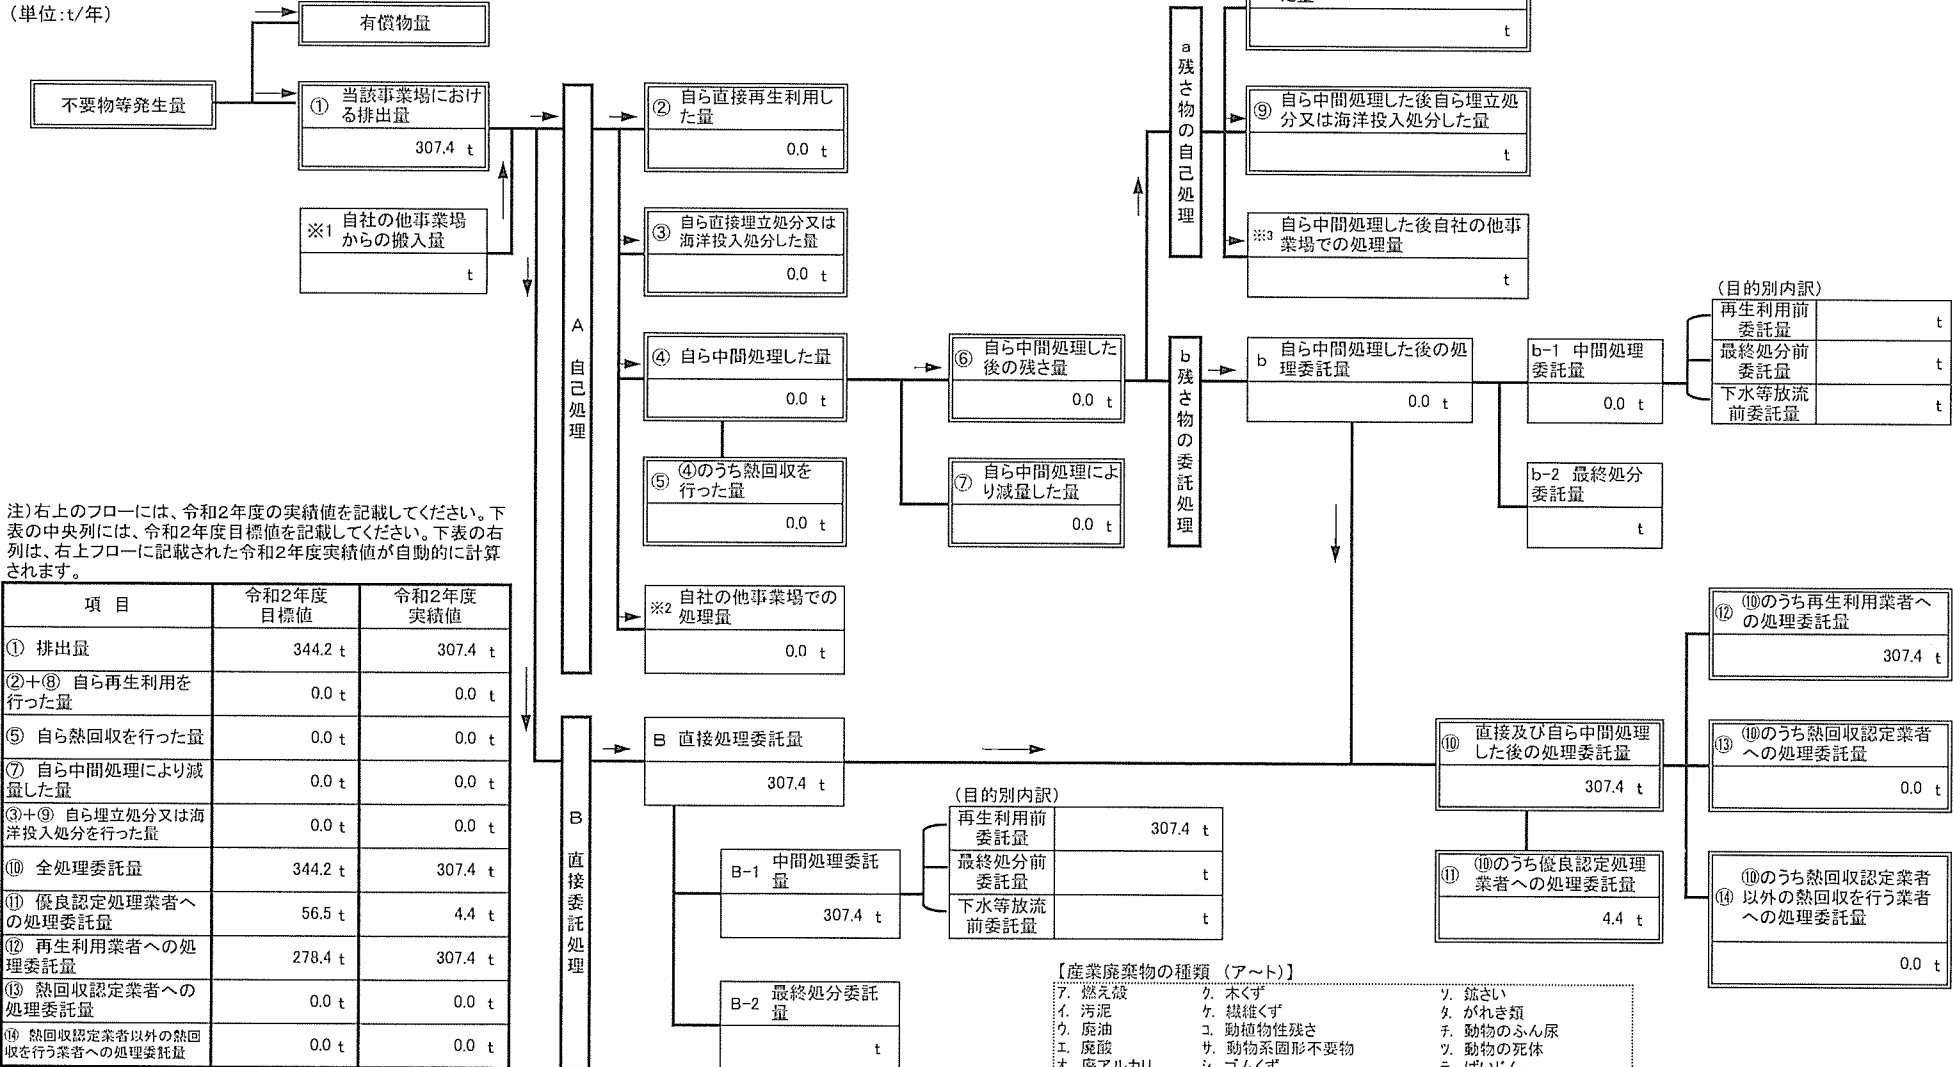 (単位:t/年)
有償物量
不要物等発生量
① 当該事業場におけ
る排出量
307.4 t
※1 自社の他事業場
からの搬入量
t
A 自己処理
② 自ら直接再生利用し
た量
0.0 t
③ 自ら直接埋立処分又は
海洋投入処分した量
0.0 t
④ 自ら中間処理した量
0.0 t
⑤ ④のうち熱回収を
行った量
0.0 t
※2 自社の他事業場での
処理量
0.0 t
⑥ 自ら中間処理した
後の残さ量
0.0 t
⑦ 自ら中間処理によ
り減量した量
0.0 t
a 残さ物の自己処理
t
⑨ 自ら中間処理した後自ら埋立処
分又は海洋投入処分した量
t
※3 自ら中間処理した後自社の他事
業場での処理量
t
b 残さ物の委託処理
b 自ら中間処理した後の処
理委託量
0.0 t
b-1 中間処理
委託量
0.0 t
b-2 最終処分
委託量
t
(目的別内訳)
再生利用前
委託量
t
最終処分前
委託量
t
下水等放流
前委託量
t
注)右上のフローには、令和2年度の実績値を記載してください。下
表の中央列には、令和2年度目標値を記載してください。下表の右
列は、右上フローに記載された令和2年度実績値が自動的に計算
されます。
項 目 令和2年度 目標値 令和2年度 実績値
① 排出量 344.2 t 307.4 t
②+⑧ 自ら再生利用を
行った量 0.0 t 0.0 t
⑤ 自ら熱回収を行った量 0.0 t 0.0 t
⑦ 自ら中間処理により減
量した量 0.0 t 0.0 t
③+⑨ 自ら埋立処分又は海
洋投入処分を行った量 0.0 t 0.0 t
⑩ 全処理委託量 344.2 t 307.4 t
⑪ 優良認定処理業者へ
の処理委託量 56.5 t 4.4 t
⑫ 再生利用業者への処
理委託量 278.4 t 307.4 t
⑬ 熱回収認定業者への
処理委託量 0.0 t 0.0 t
⑭ 熱回収認定業者以外の熱回
収を行う業者への処理委託量 0.0 t 0.0 t
B 直接委託処理
B 直接処理委託量
307.4 t
B-1 中間処理委託
量
307.4 t
B-2 最終処分委託
量
t
(目的別内訳)
再生利用前
委託量
307.4 t
最終処分前
委託量
t
下水等放流
前委託量
t
⑩ 直接及び自ら中間処理
した後の処理委託量
307.4 t
⑪ ⑩のうち優良認定処理
業者への処理委託量
4.4 t
⑫ ⑩のうち再生利用業者へ
の処理委託量
307.4 t
⑬ ⑩のうち熱回収認定業者
への処理委託量
0.0 t
⑭ ⑩のうち熱回収認定業者
以外の熱回収を行う業者
への処理委託量
0.0 t
【産業廃棄物の種類 (ア~ト)】
ア. 燃え殻 ク. 木くず ソ. 鉱さい
イ. 汚泥 ケ. 繊維くず タ. がれき類
ウ. 廃油 コ. 動植物性残さ チ. 動物のふん尿
エ. 廃酸 サ. 動物系固形不要物 ツ. 動物の死体
オ. 廃アルカリ シ. ゴムくず テ. ばいじん